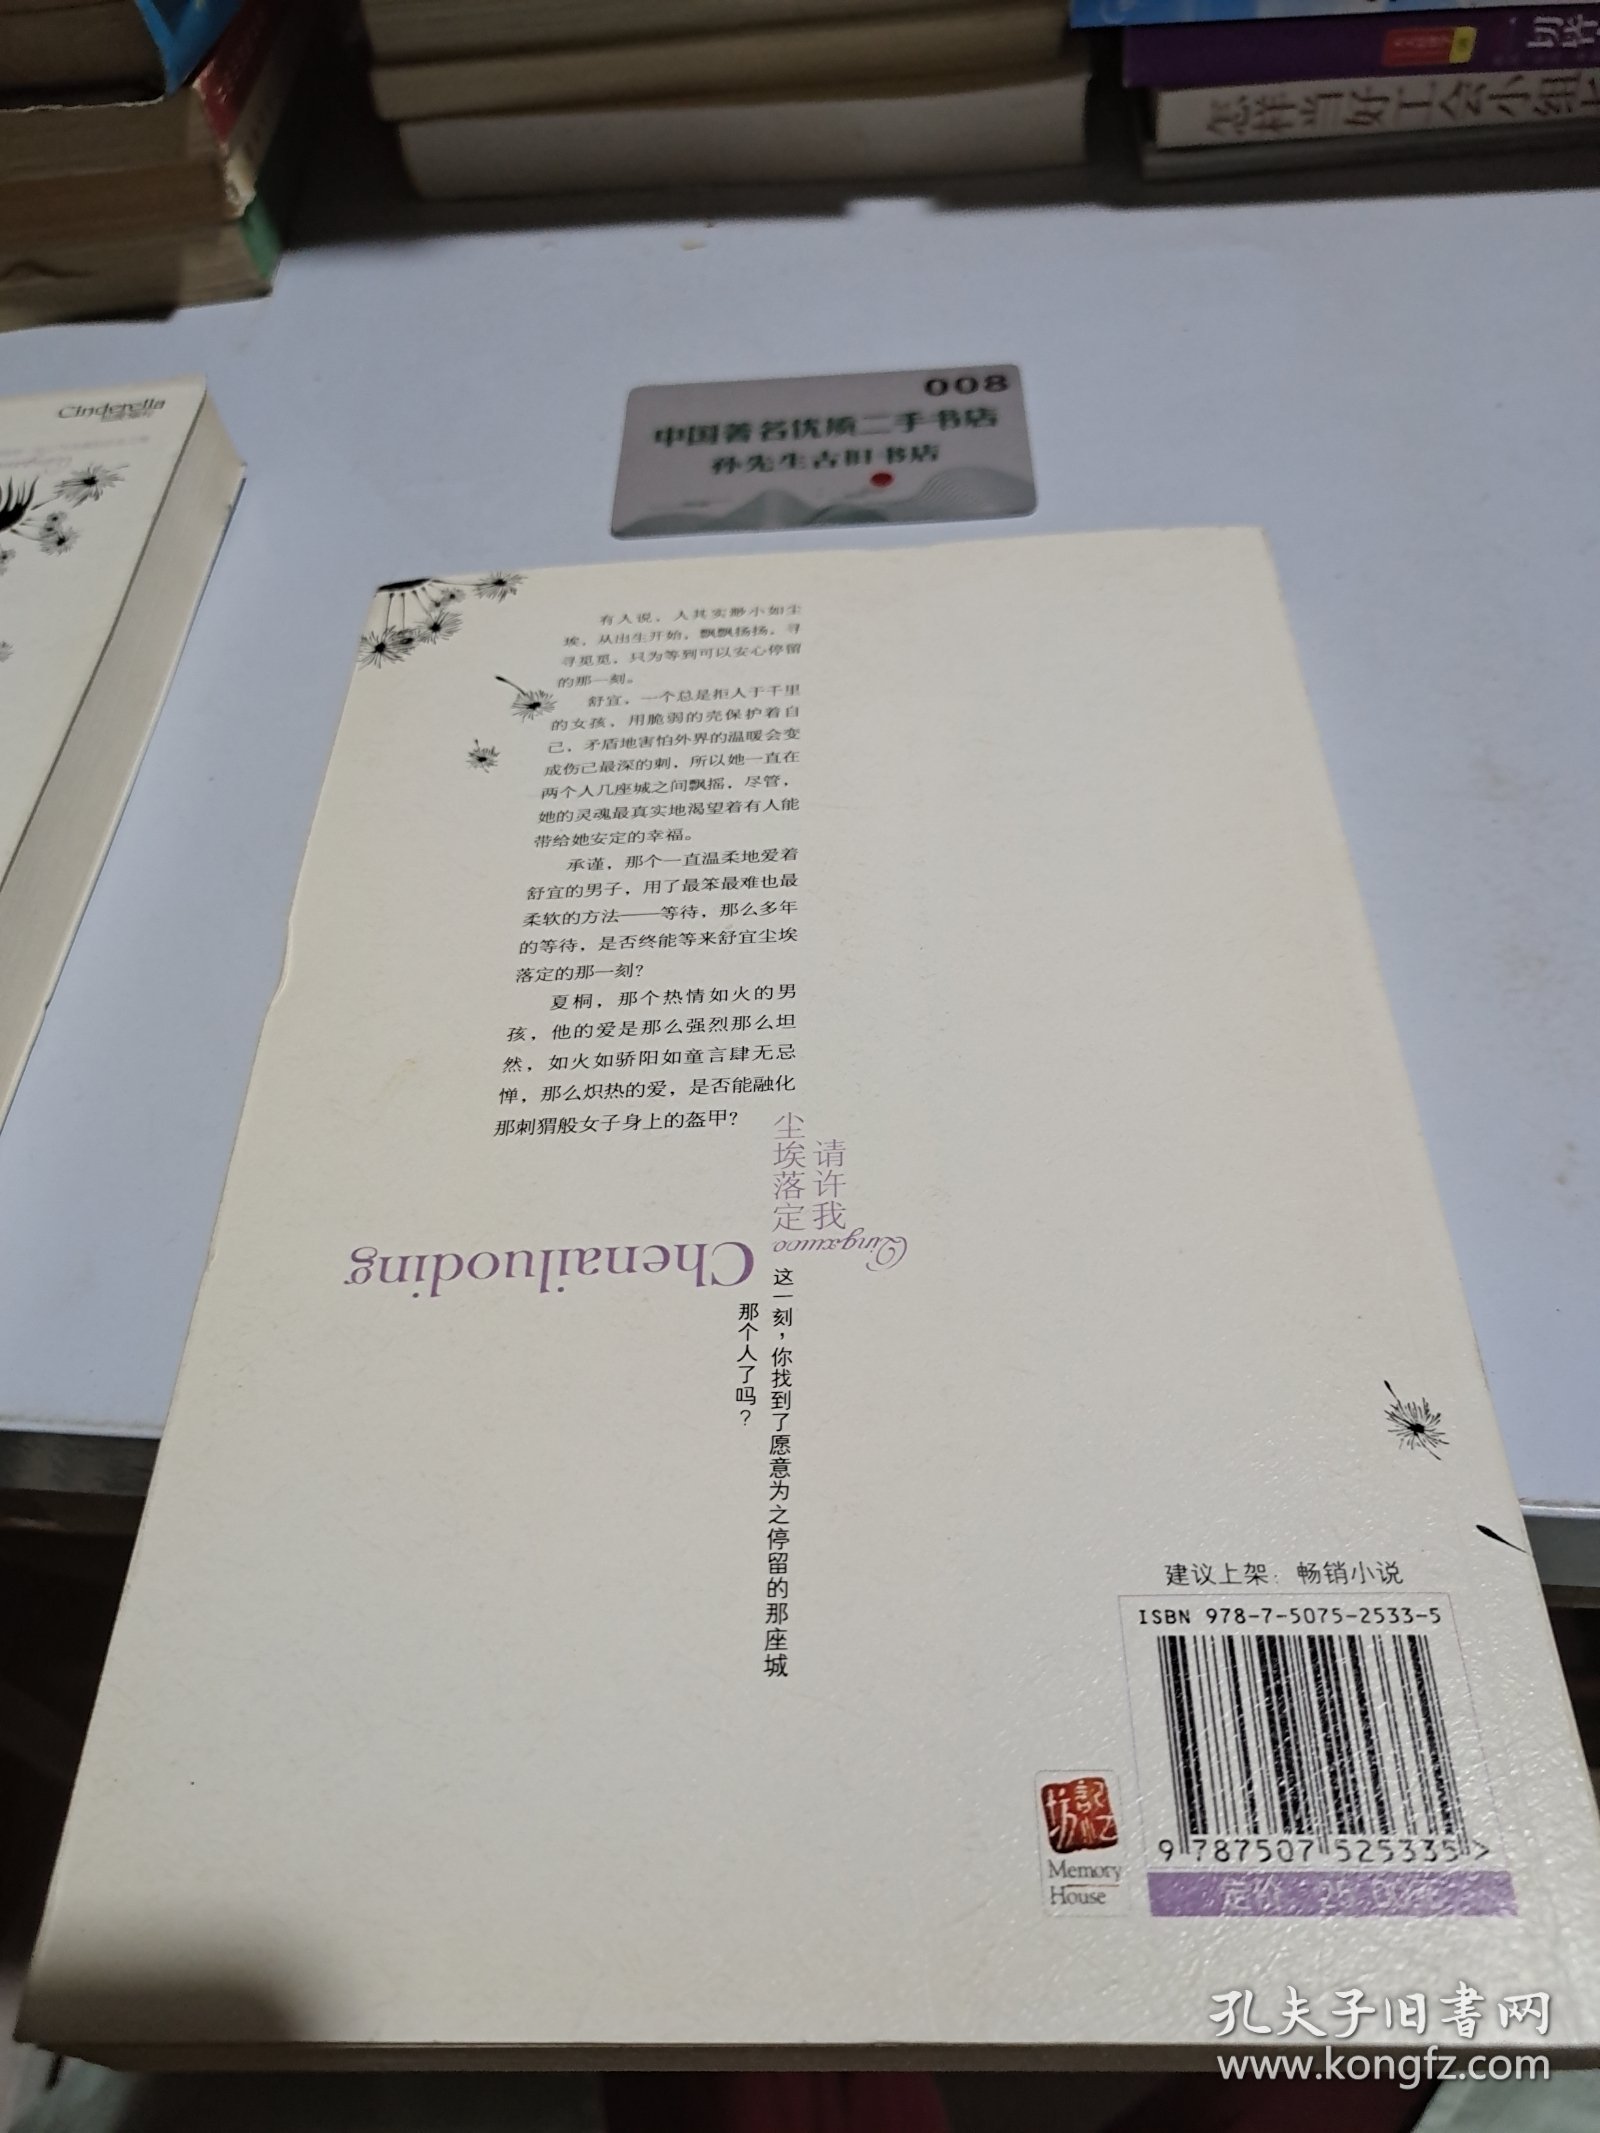 怎样当好工会小组
Cinderella
008
中国著名优质二手书店
孙先生古旧书店
有人说，人其实渺小如尘
埃，从出生开始，飘飘扬扬，寻
寻觅觅，只为等到可以安心停留
的那一刻。
舒宜，一个总是拒人于千里
的女孩，用脆弱的壳保护着自
己，矛盾地害怕外界的温暖会变
成伤己最深的刺，所以她一直在
两个人几座城之间飘摇，尽管，
她的灵魂最真实地渴望着有人能
带给她安定的幸福。
承谨，那个一直温柔地爱着
舒宜的男子，用了最笨最难也最
柔软的方法——等待，那么多年
的等待，是否终能等来舒宜尘埃
落定的那一刻？
夏桐，那个热情如火的男
孩，他的爱是那么强烈那么坦
然，如火如骄阳如童言肆无忌
惮，那么炽热的爱，是否能融化
那刺猬般女子身上的盔甲？
请许我
尘埃落定
Qingxuwo
Chenailuoding
这一刻，你找到了愿意为之停留的那座城
那个人了吗？
建议上架：畅销小说
ISBN 978-7-5075-2533-5
9 787507 525335 >
定价：25.00元
Memory
House
孔夫子旧书网
www.kongfz.com